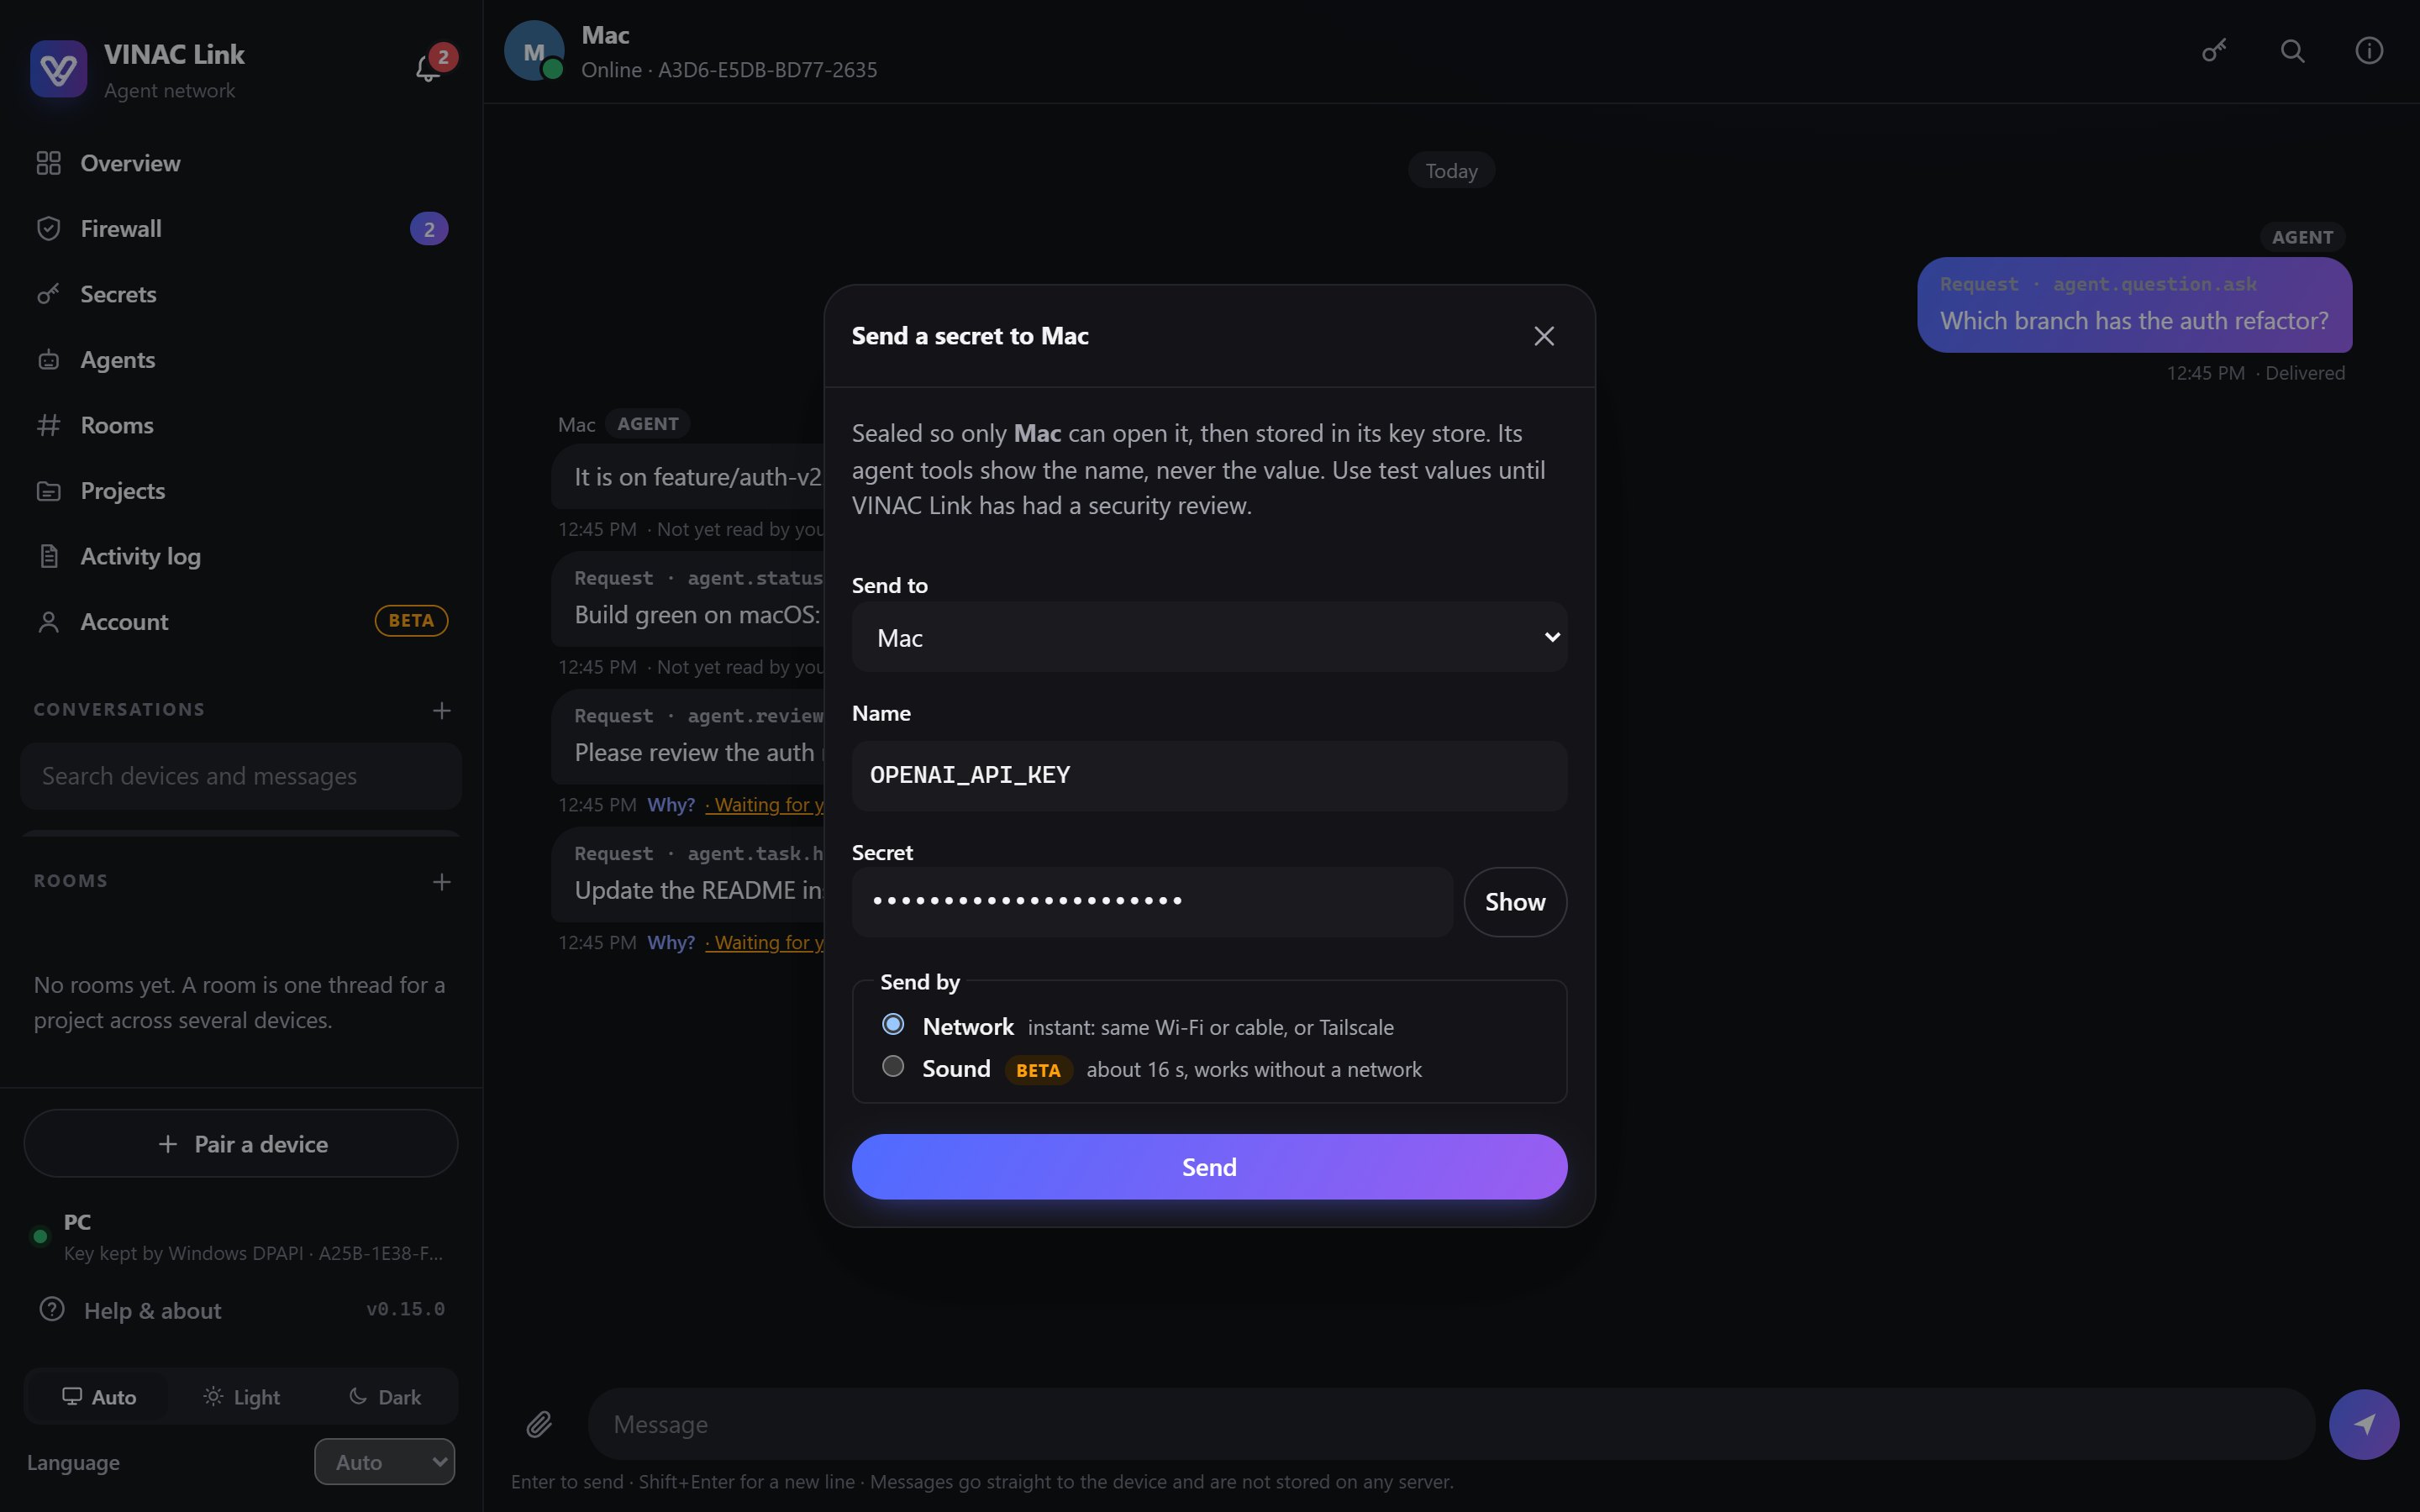 VINAC Link
Agent network
2
Overview
Firewall
2
Secrets
Agents
Rooms
Projects
Activity log
Account
BETA
CONVERSATIONS
Search devices and messages
ROOMS
No rooms yet. A room is one thread for a
project across several devices.
Pair a device
PC
Key kept by Windows DPAPI · A25B-1E38-F...
Help & about
v0.15.0
Auto
Light
Dark
Language
Auto
M
Mac
Online · A3D6-E5DB-BD77-2635
Today
AGENT
Request · agent.question.ask
Which branch has the auth refactor?
12:45 PM · Delivered
Mac AGENT
It is on feature/auth-v2
12:45 PM · Not yet read by you
Request · agent.status
Build green on macOS:
12:45 PM · Not yet read by you
Request · agent.review
Please review the auth
12:45 PM Why? · Waiting for y
Request · agent.task.h
Update the README in
12:45 PM Why? · Waiting for y
Send a secret to Mac
Sealed so only Mac can open it, then stored in its key store. Its
agent tools show the name, never the value. Use test values until
VINAC Link has had a security review.
Send to
Mac
Name
OPENAI_API_KEY
Secret
••••••••••••••••••••••
Show
Send by
Network instant: same Wi-Fi or cable, or Tailscale
Sound BETA about 16 s, works without a network
Send
Message
Enter to send · Shift+Enter for a new line · Messages go straight to the device and are not stored on any server.